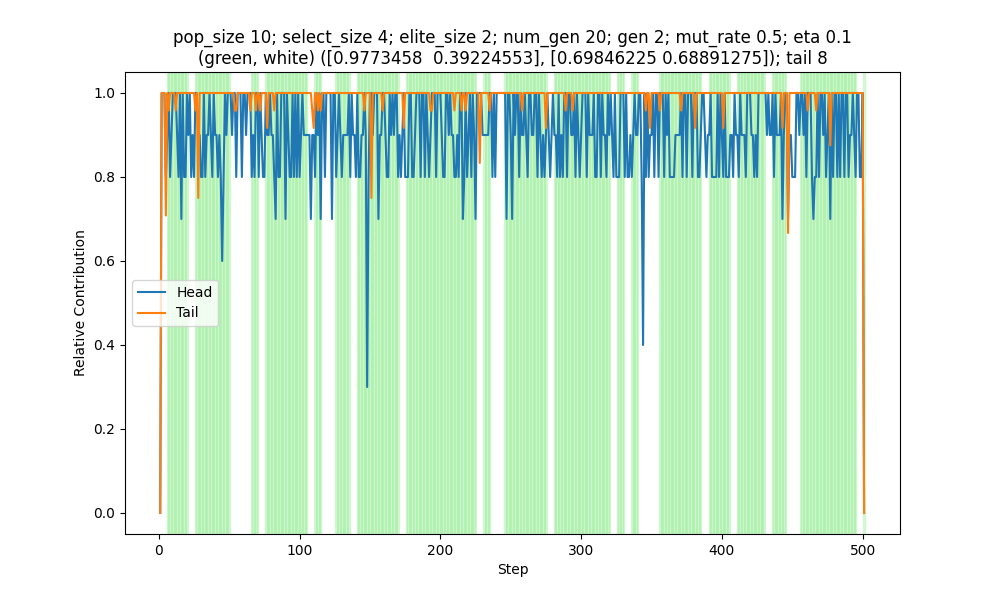 pop_size 10; select_size 4; elite_size 2; num_gen 20; gen 2; mut_rate 0.5; eta 0.1
(green, white) ([0.9773458  0.39224553], [0.69846225 0.68891275]); tail 8
1.0
0.8
0.6
0.4
0.2
0.0
Relative Contribution
Head
Tail
0
100
200
300
400
500
Step